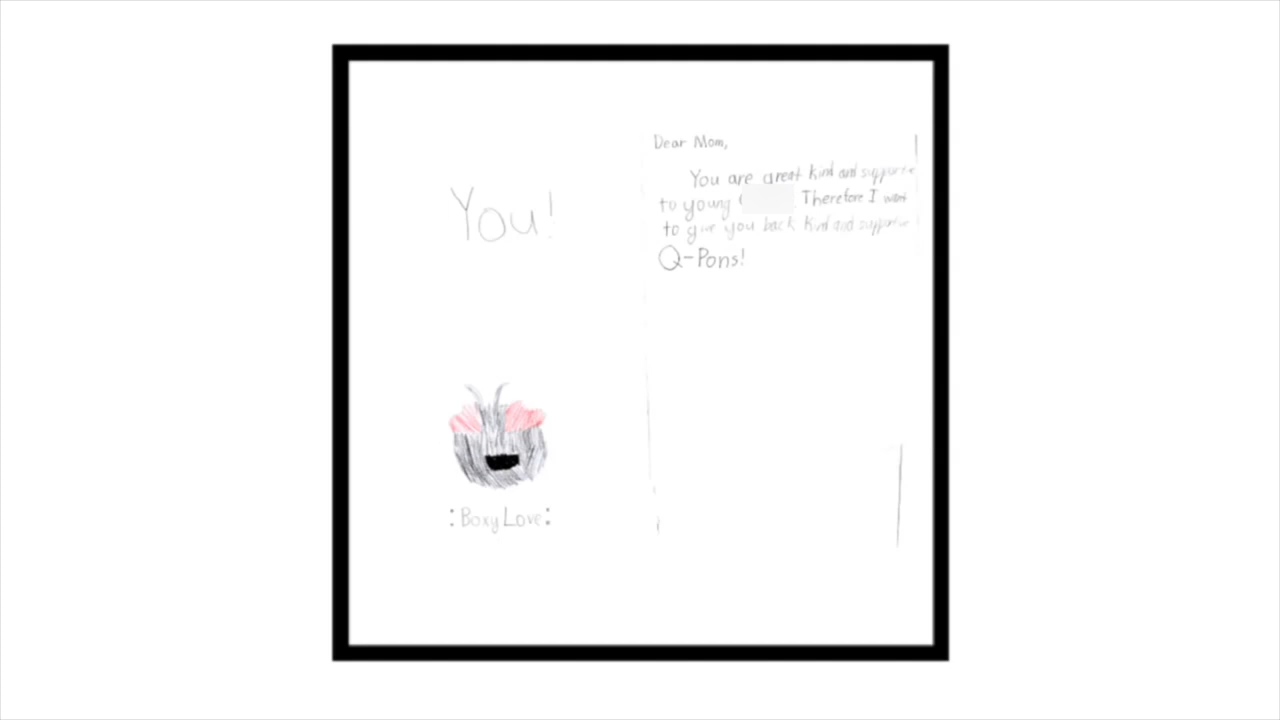 You!
:Boxy Love:
Dear Mom,
You are great kind and supportive
to young Therefore I want
to give you back kind and supportive
Q-Pons!